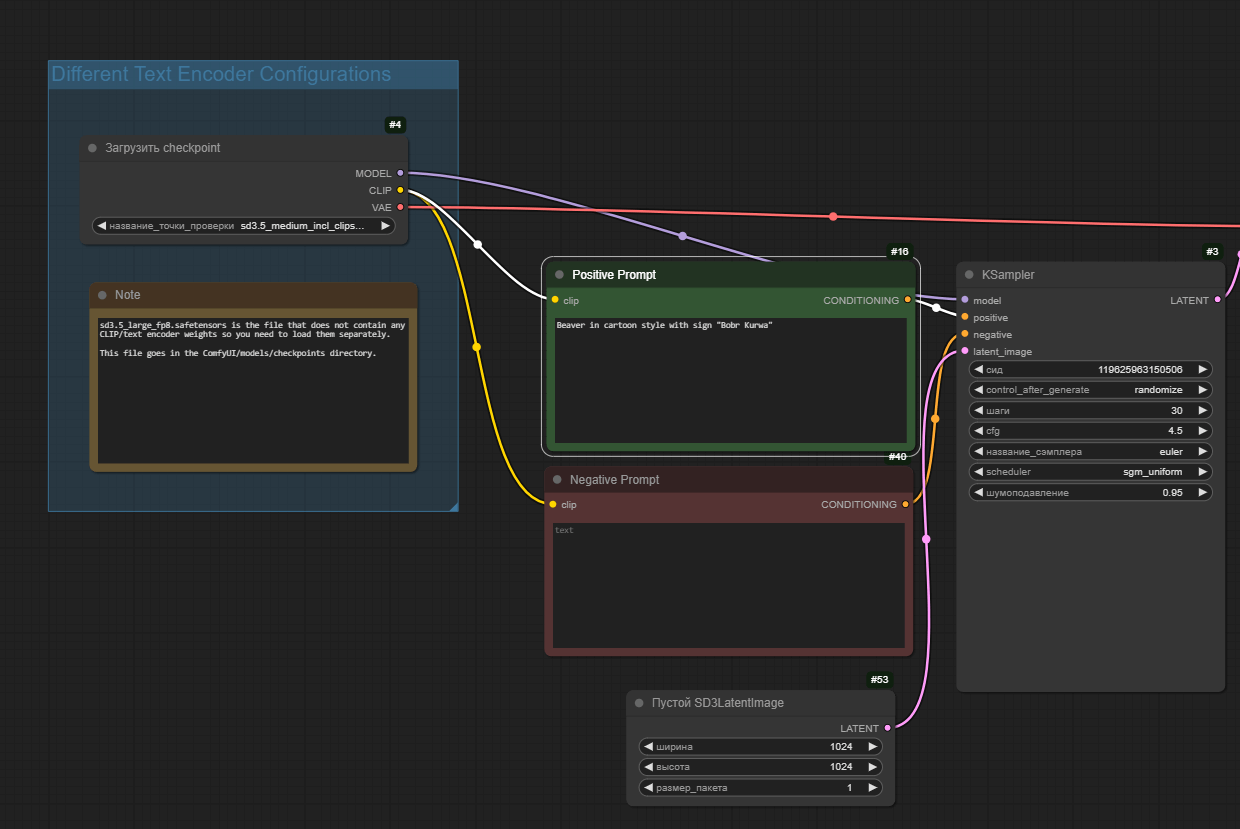 Different Text Encoder Configurations
#4
Загрузить checkpoint
MODEL
CLIP
VAE
название_точки_проверки sd3.5_medium_incl_clips...
Note
sd3.5_large_fp8.safetensors is the file that does not contain any
CLIP/text encoder weights so you need to load them separately.
This file goes in the ComfyUI/models/checkpoints directory.
#16
Positive Prompt
clip CONDITIONING
Beaver in cartoon style with sign "Bobr Kurwa"
#40
Negative Prompt
clip CONDITIONING
text
#53
Пустой SD3LatentImage
LATENT
ширина 1024
высота 1024
размер_пакета 1
#3
KSampler
model LATENT
positive
negative
latent_image
сид 119625963150506
control_after_generate randomize
шаги 30
cfg 4.5
название_сэмплера euler
scheduler sgm_uniform
шумоподавление 0.95